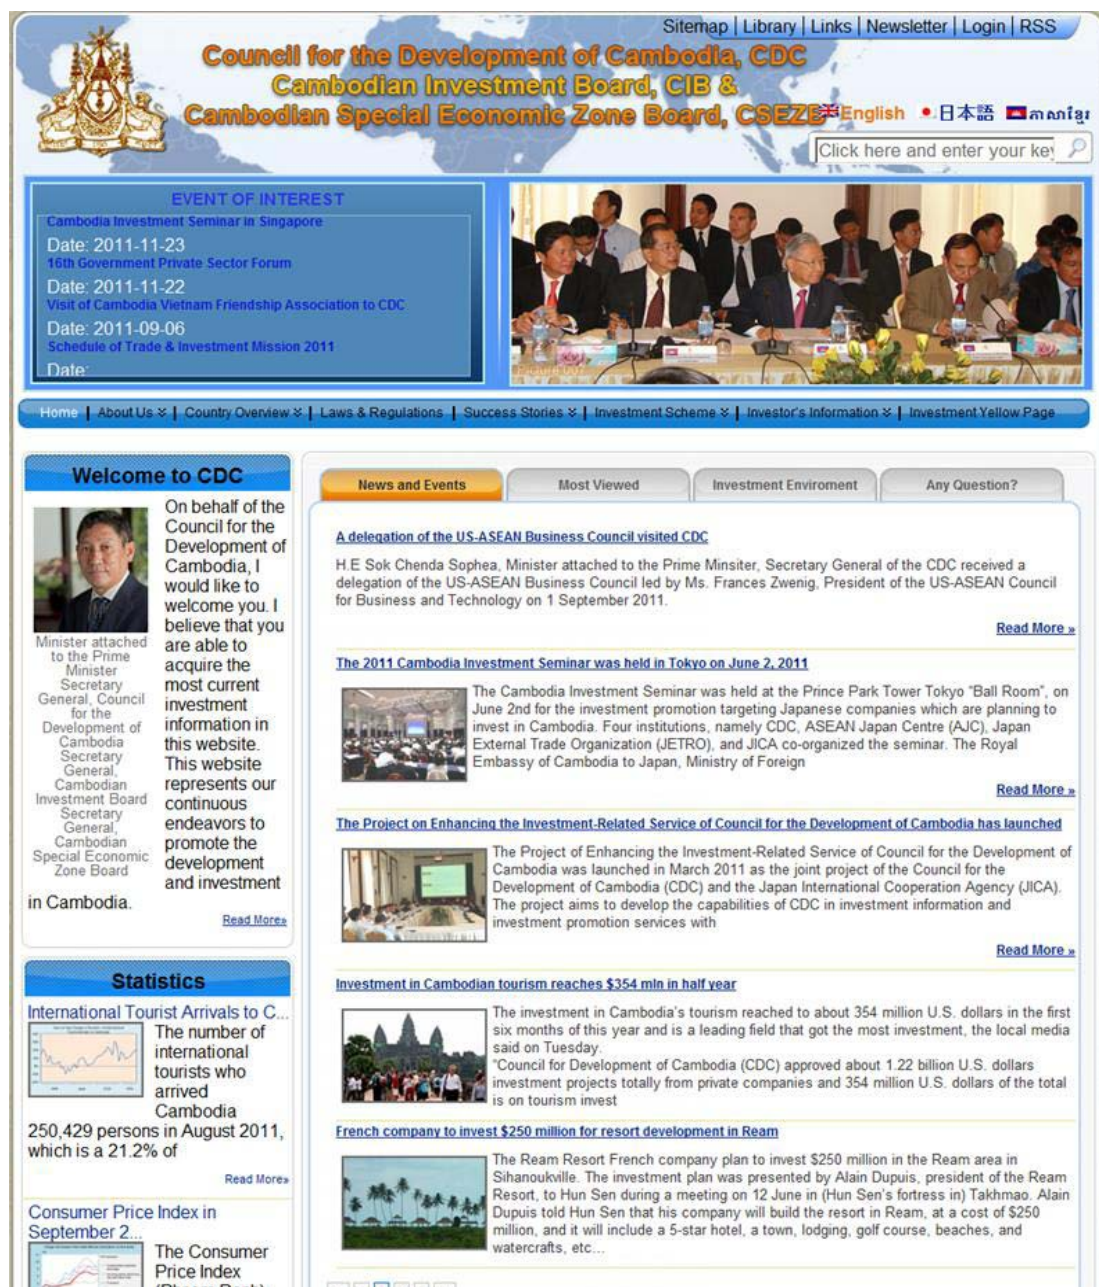 Sitemap | Library | Links | Newsletter | Login | RSS
Council for the Development of Cambodia, CDC
Cambodian Investment Board, CIB &
Cambodian Special Economic Zone Board, CSEZB
English 日本語 ភាសាខ្មែរ
Click here and enter your key
EVENT OF INTEREST
Cambodia Investment Seminar in Singapore
Date: 2011-11-23
16th Government Private Sector Forum
Date: 2011-11-22
Visit of Cambodia Vietnam Friendship Association to CDC
Date: 2011-09-06
Schedule of Trade & Investment Mission 2011
Date:
Home | About Us | Country Overview | Laws & Regulations | Success Stories | Investment Scheme | Investor's Information | Investment Yellow Page
Welcome to CDC
On behalf of the
Council for the
Development of
Cambodia, I
would like to
welcome you. I
believe that you
are able to
acquire the
most current
investment
information in
this website.
This website
represents our
continuous
endeavors to
promote the
development
and investment
in Cambodia.
Minister attached
to the Prime
Minister
Secretary
General, Council
for the
Development of
Cambodia
Secretary
General,
Cambodian
Investment Board
Secretary
General,
Cambodian
Special Economic
Zone Board
Read More»
Statistics
International Tourist Arrivals to C...
The number of
international
tourists who
arrived
Cambodia
250,429 persons in August 2011,
which is a 21.2% of
Read More»
Consumer Price Index in
September 2...
The Consumer
Price Index
News and Events
Most Viewed
Investment Enviroment
Any Question?
A delegation of the US-ASEAN Business Council visited CDC
H.E Sok Chenda Sophea, Minister attached to the Prime Minsiter, Secretary General of the CDC received a
delegation of the US-ASEAN Business Council led by Ms. Frances Zwenig, President of the US-ASEAN Council
for Business and Technology on 1 September 2011.
Read More »
The 2011 Cambodia Investment Seminar was held in Tokyo on June 2, 2011
The Cambodia Investment Seminar was held at the Prince Park Tower Tokyo "Ball Room", on
June 2nd for the investment promotion targeting Japanese companies which are planning to
invest in Cambodia. Four institutions, namely CDC, ASEAN Japan Centre (AJC), Japan
External Trade Organization (JETRO), and JICA co-organized the seminar. The Royal
Embassy of Cambodia to Japan, Ministry of Foreign
Read More »
The Project on Enhancing the Investment-Related Service of Council for the Development of Cambodia has launched
The Project of Enhancing the Investment-Related Service of Council for the Development of
Cambodia was launched in March 2011 as the joint project of the Council for the
Development of Cambodia (CDC) and the Japan International Cooperation Agency (JICA).
The project aims to develop the capabilities of CDC in investment information and
investment promotion services with
Read More »
Investment in Cambodian tourism reaches $354 mln in half year
The investment in Cambodia's tourism reached to about 354 million U.S. dollars in the first
six months of this year and is a leading field that got the most investment, the local media
said on Tuesday.
"Council for Development of Cambodia (CDC) approved about 1.22 billion U.S. dollars
investment projects totally from private companies and 354 million U.S. dollars of the total
is on tourism invest
French company to invest $250 million for resort development in Ream
The Ream Resort French company plan to invest $250 million in the Ream area in
Sihanoukville. The investment plan was presented by Alain Dupuis, president of the Ream
Resort, to Hun Sen during a meeting on 12 June in (Hun Sen's fortress in) Takhmao. Alain
Dupuis told Hun Sen that his company will build the resort in Ream, at a cost of $250
million, and it will include a 5-star hotel, a town, lodging, golf course, beaches, and
watercrafts, etc...